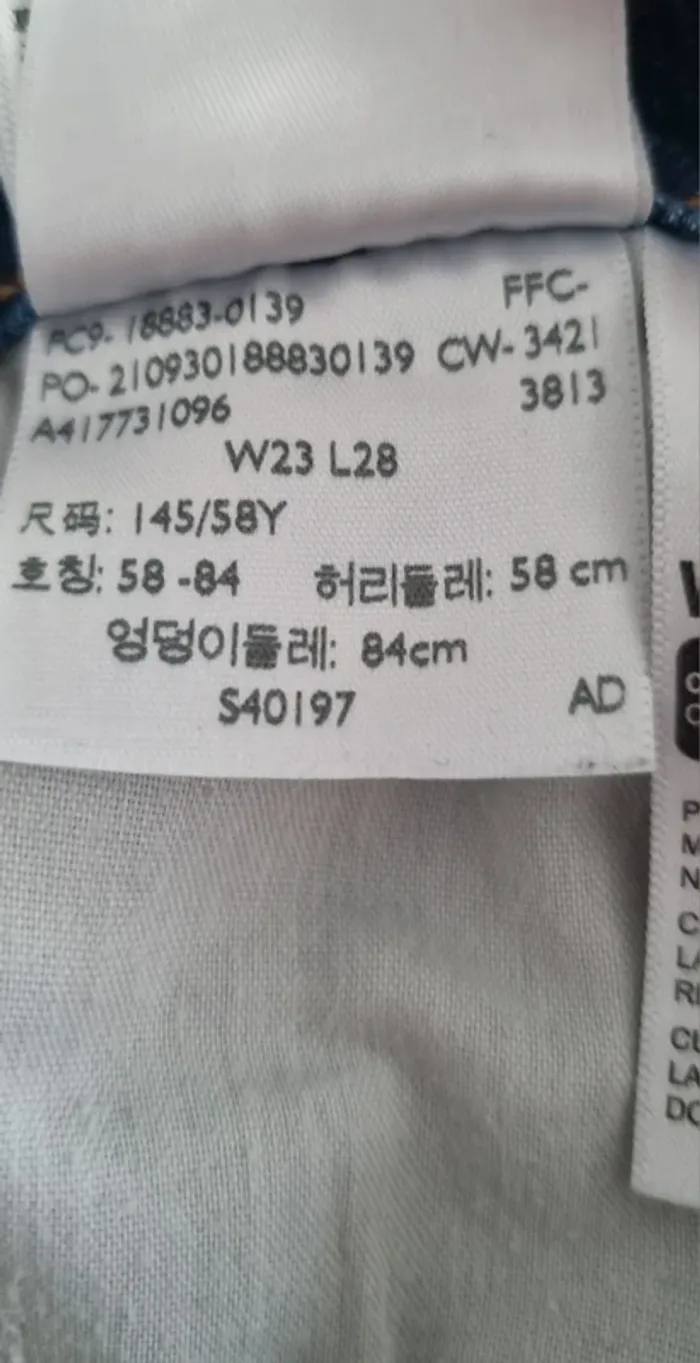 PC9-18883-0139
FFC-
PO-210930188830139 CW-3421
A417731096
3813
W23 L28
尺码: 145/58Y
호칭: 58-84 허리둘레: 58 cm
엉덩이둘레: 84cm
S40197 AD